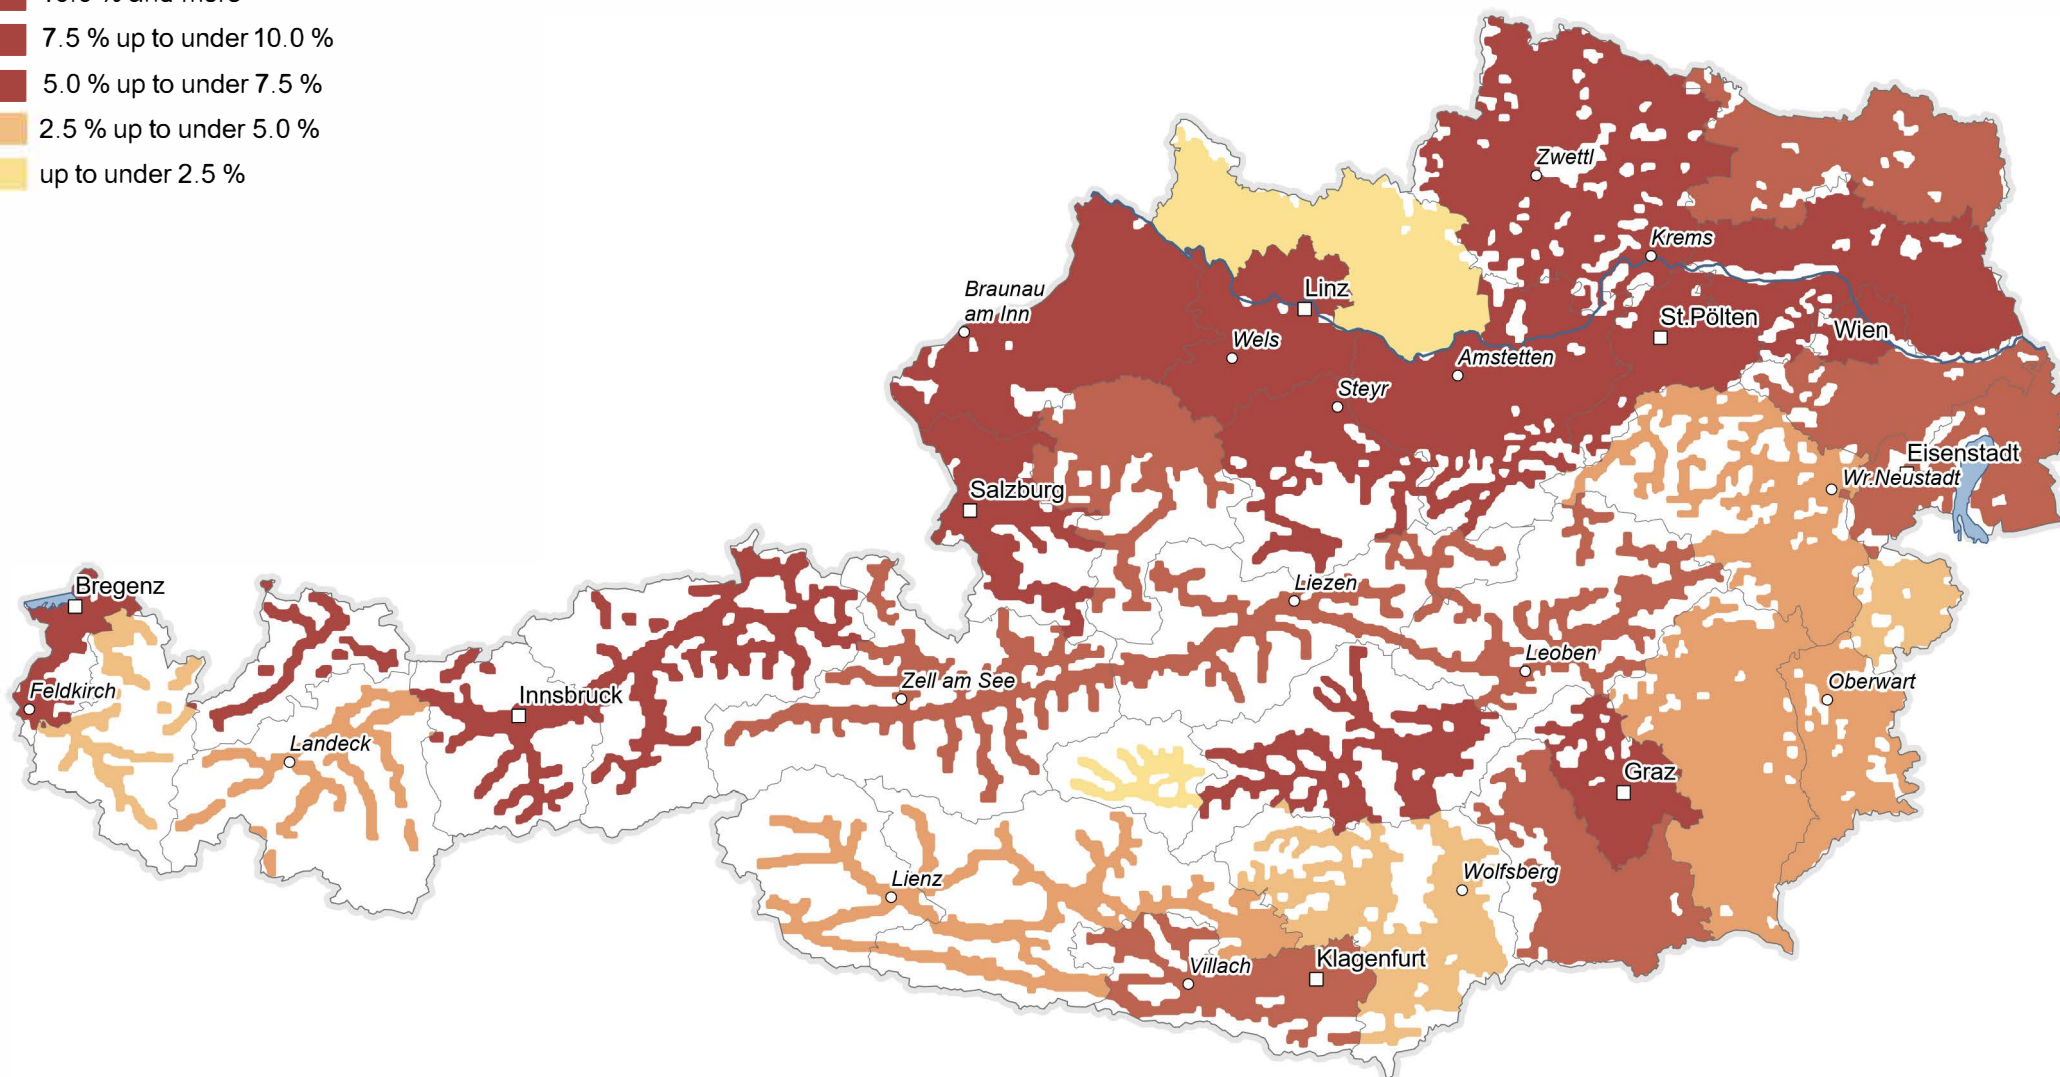 7.5 % up to under 10.0 %
5.0 % up to under 7.5 %
2.5 % up to under 5.0 %
up to under 2.5 %
Zwettl
Krems
Braunau
am Inn
Linz
St.Pölten
Wien
Wels
Amstetten
Steyr
Eisenstadt
Wr.Neustadt
Salzburg
Bregenz
Liezen
Leoben
Feldkirch
Innsbruck
Zell am See
Oberwart
Landeck
Graz
Lienz
Wolfsberg
Villach
Klagenfurt